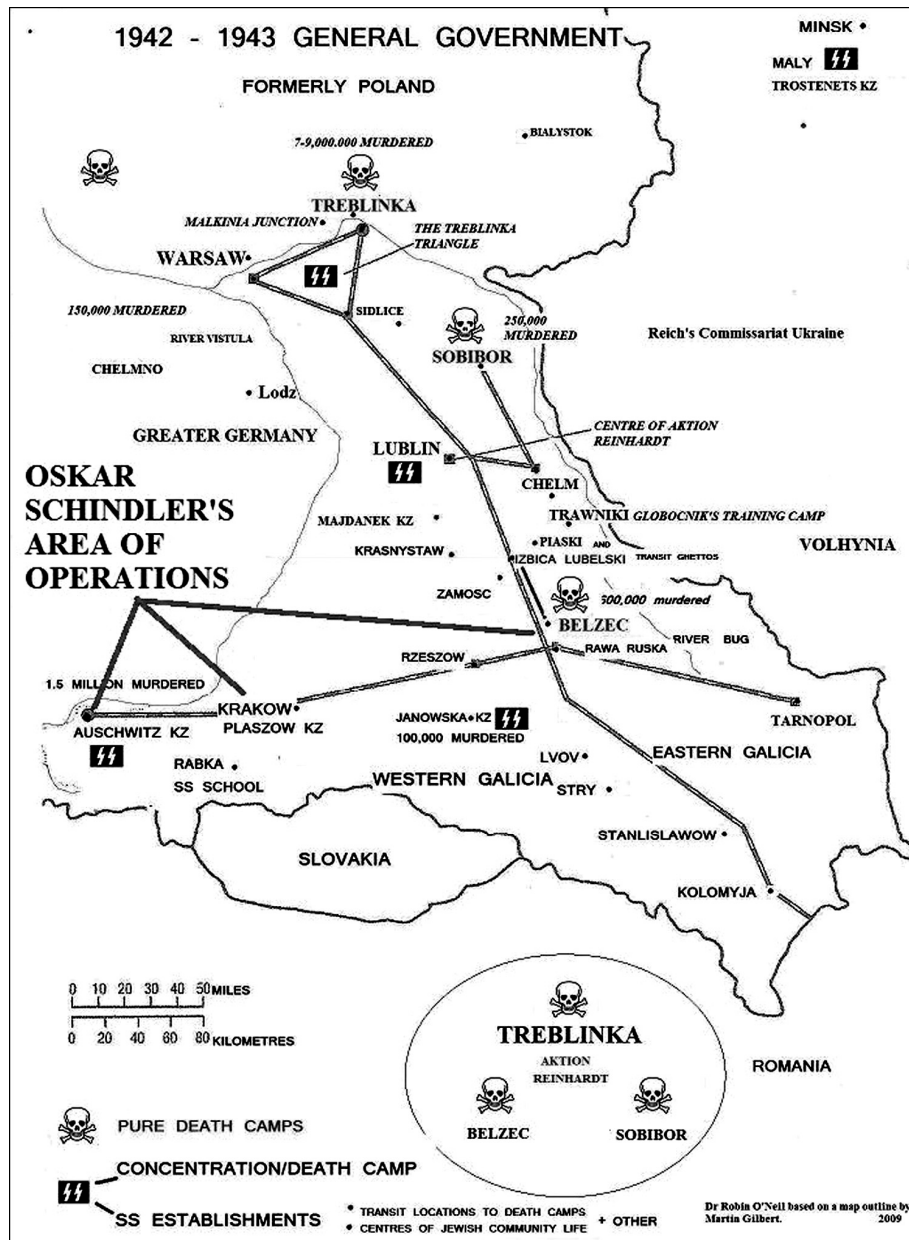 1942 - 1943 GENERAL GOVERNMENT
FORMERLY POLAND
MINSK
MALY
TROSTENETS KZ
BIALYSTOK
7-9,000.000 MURDERED
TREBLINKA
MALKINIA JUNCTION
THE TREBLINKA
TRIANGLE
WARSAW
150,000 MURDERED
SIDLICE
250,000
MURDERED
RIVER VISTULA
SOBIBOR
Reich's Commissariat Ukraine
CHELMNO
Lodz
GREATER GERMANY
CENTRE OF AKTION
REINHARDT
LUBLIN
CHELM
OSKAR
SCHINDLER'S
AREA OF
OPERATIONS
MAJDANEK KZ
TRAWNIKI GLOBOCNIK'S TRAINING CAMP
PIASKI AND
VOLHYNIA
KRASNYSTAW
IZBICA LUBELSKI TRANSIT GHETTOS
ZAMOSC
600,000 murdered
BELZEC
RIVER BUG
RAWA RUSKA
RZESZOW
1.5 MILLION MURDERED
KRAKOW
PLASZOW KZ
AUSCHWITZ KZ
JANOWSKA KZ
100,000 MURDERED
TARNOPOL
RABKA
SS SCHOOL
WESTERN GALICIA
LVOV
EASTERN GALICIA
STRY
SLOVAKIA
STANLISLAWOW
KOLOMYJA
0 10 20 30 40 50 MILES
0 20 40 60 80 KILOMETRES
TREBLINKA
AKTION
REINHARDT
BELZEC
SOBIBOR
ROMANIA
PURE DEATH CAMPS
CONCENTRATION/DEATH CAMP
SS ESTABLISHMENTS
TRANSIT LOCATIONS TO DEATH CAMPS
CENTRES OF JEWISH COMMUNITY LIFE + OTHER
Dr Robin O'Neil based on a map outline by
Martin Gilbert. 2009